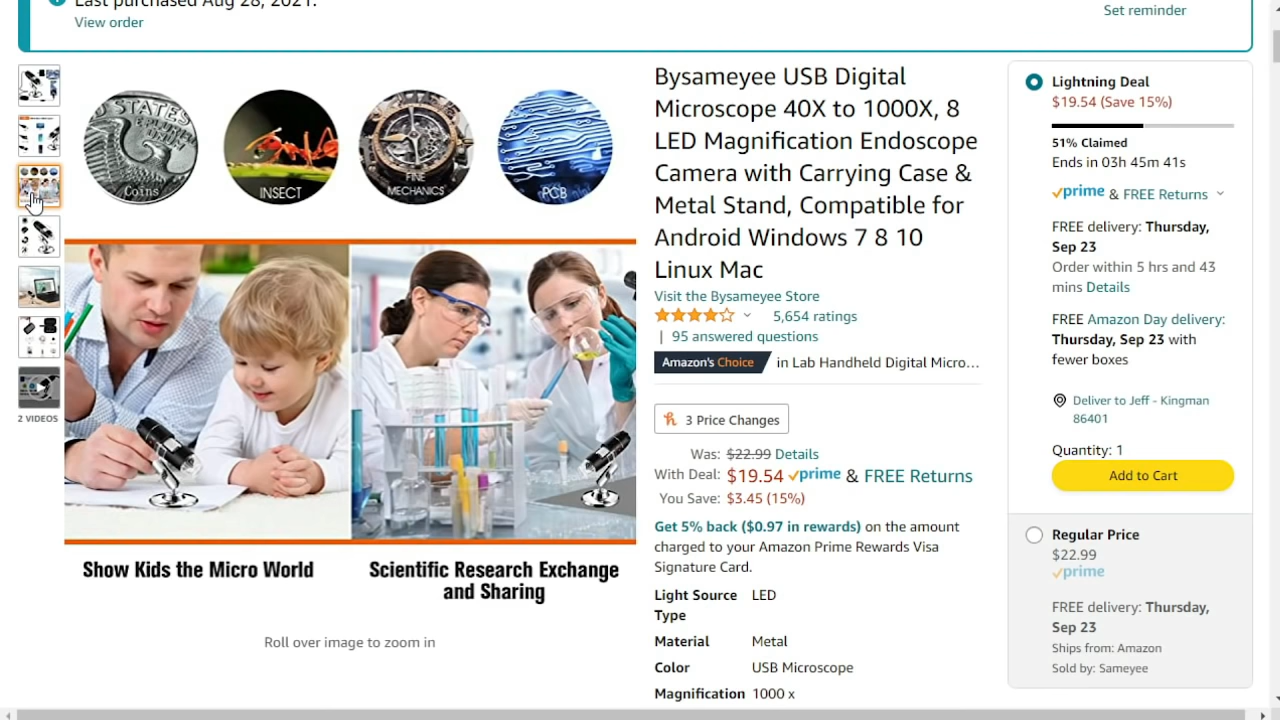 Last purchased Aug 28, 2021.
View order
Set reminder
STATES
Coins
INSECT
FINE
MECHANICS
PCB
Show Kids the Micro World
Scientific Research Exchange
and Sharing
Roll over image to zoom in
2 VIDEOS
Bysameyee USB Digital
Microscope 40X to 1000X, 8
LED Magnification Endoscope
Camera with Carrying Case &
Metal Stand, Compatible for
Android Windows 7 8 10
Linux Mac
Visit the Bysameyee Store
5,654 ratings
| 95 answered questions
Amazon's Choice in Lab Handheld Digital Micro...
3 Price Changes
Was: $22.99 Details
With Deal: $19.54 prime & FREE Returns
You Save: $3.45 (15%)
Get 5% back ($0.97 in rewards) on the amount
charged to your Amazon Prime Rewards Visa
Signature Card.
Light Source LED
Type
Material Metal
Color USB Microscope
Magnification 1000 x
Lightning Deal
$19.54 (Save 15%)
51% Claimed
Ends in 03h 45m 41s
prime & FREE Returns
FREE delivery: Thursday,
Sep 23
Order within 5 hrs and 43
mins Details
FREE Amazon Day delivery:
Thursday, Sep 23 with
fewer boxes
Deliver to Jeff - Kingman
86401
Quantity: 1
Add to Cart
Regular Price
$22.99
prime
FREE delivery: Thursday,
Sep 23
Ships from: Amazon
Sold by: Sameyee